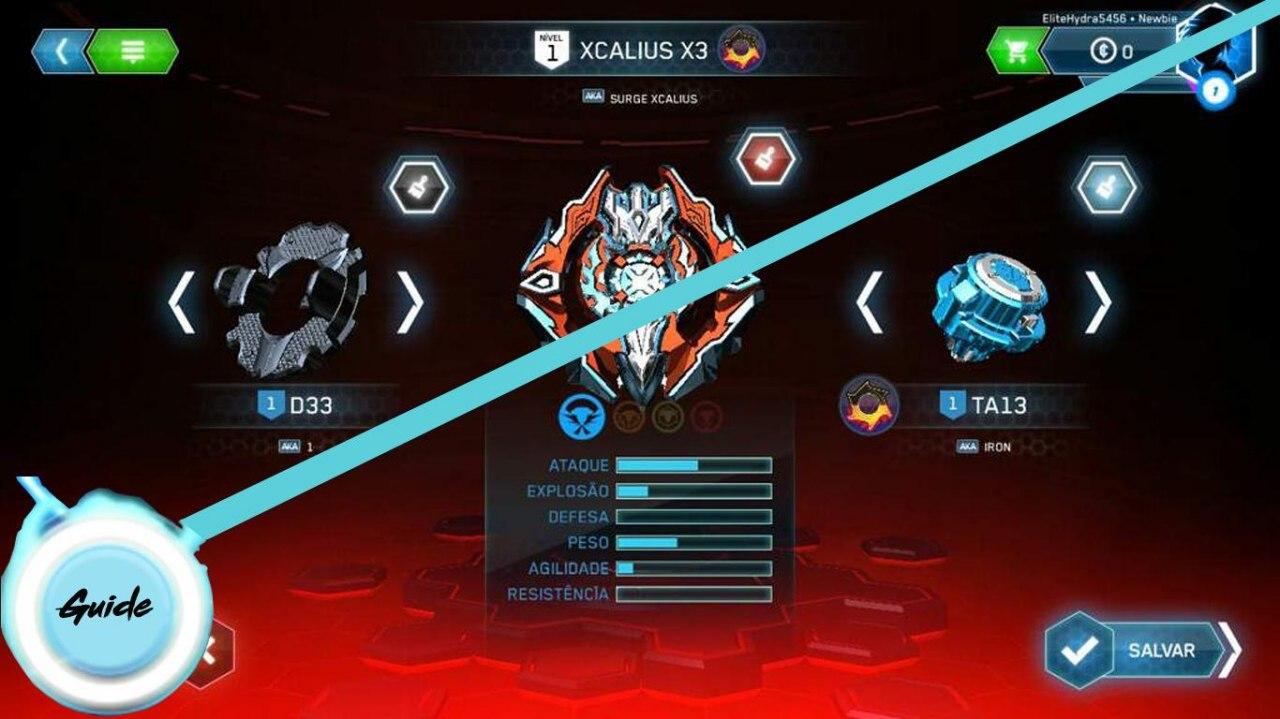 EliteHydra5456 • Newbie
NÍVEL
1
XCALIUS X3
0
AKA SURGE XCALIUS
1
1 D33
AKA 1
1 TA13
AKA IRON
ATAQUE
EXPLOSÃO
DEFESA
PESO
AGILIDADE
RESISTÊNCIA
Guide
SALVAR